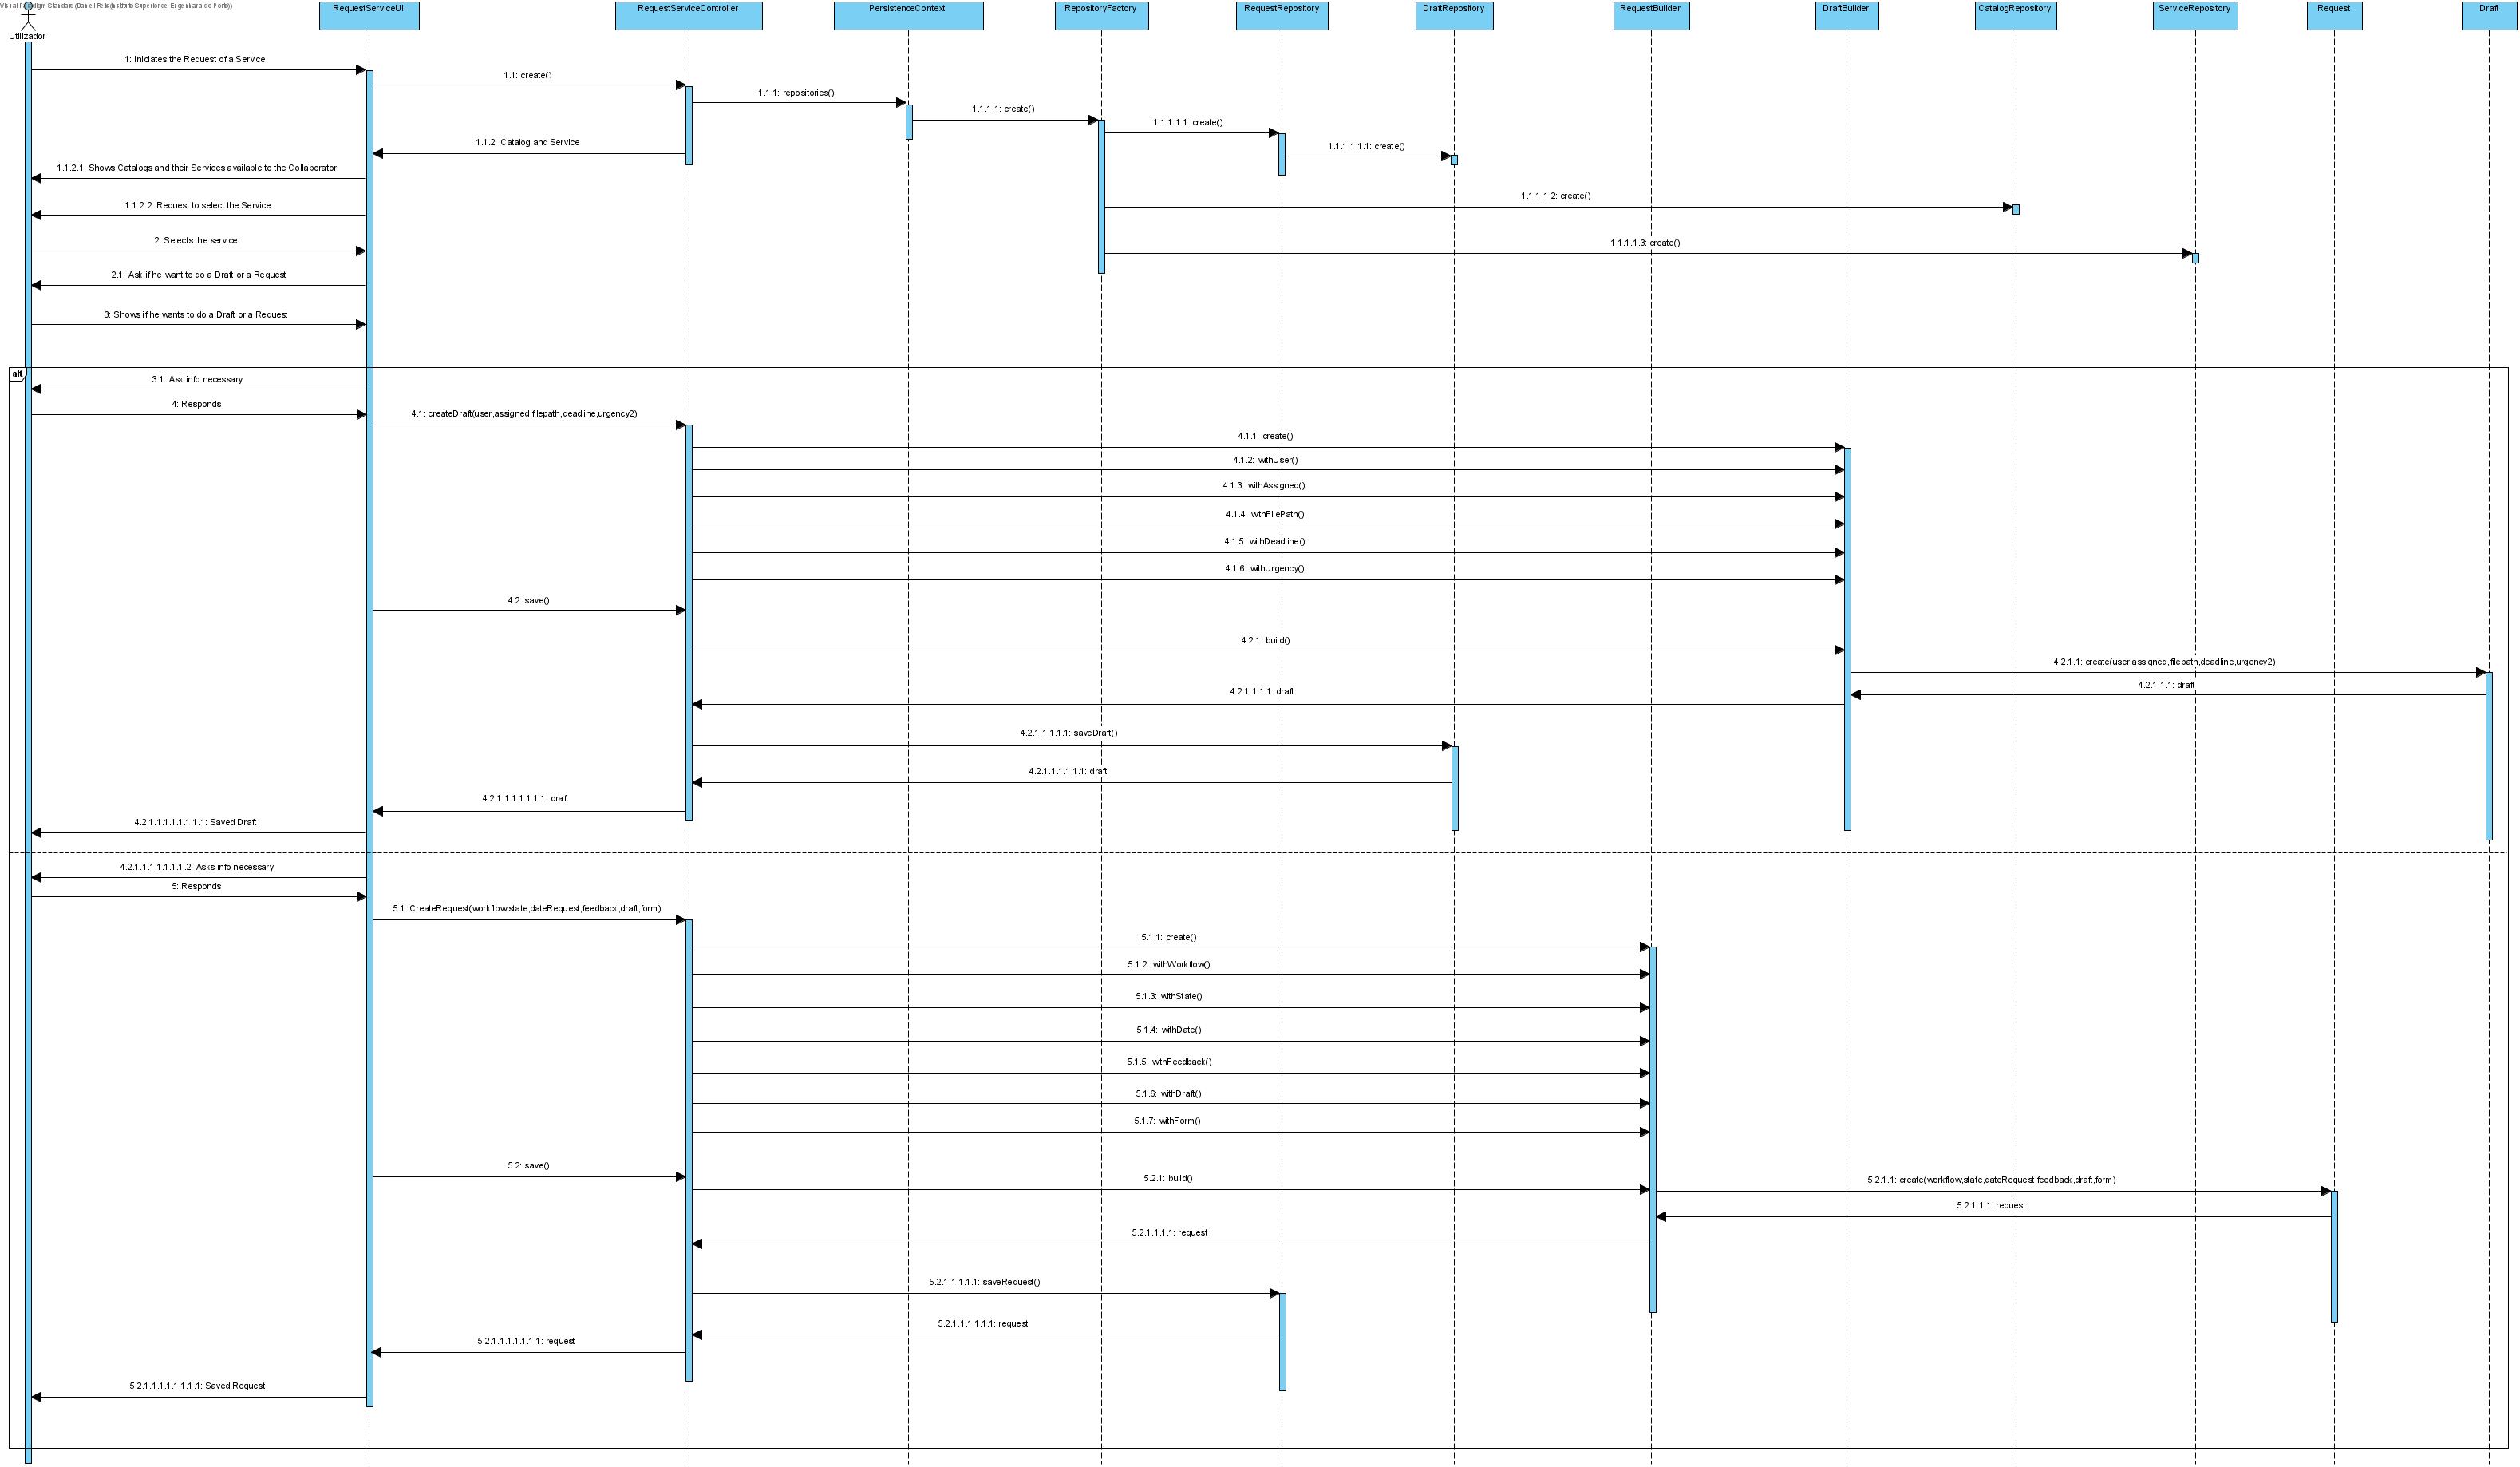 Visual Paradigm Standard(Daniel Reis(Instituto Superior de Engenharia do Porto))
Utilizador
RequestServiceUI
RequestServiceController
PersistenceContext
RepositoryFactory
RequestRepository
DraftRepository
RequestBuilder
DraftBuilder
CatalogRepository
ServiceRepository
Request
Draft
1: Iniciates the Request of a Service
1.1: create()
1.1.1: repositories()
1.1.1.1: create()
1.1.1.1.1: create()
1.1.2: Catalog and Service
1.1.1.1.1.1: create()
1.1.2.1: Shows Catalogs and their Services available to the Collaborator
1.1.1.1.2: create()
1.1.2.2: Request to select the Service
2: Selects the service
1.1.1.1.3: create()
2.1: Ask if he want to do a Draft or a Request
3: Shows if he wants to do a Draft or a Request
alt
3.1: Ask info necessary
4: Responds
4.1: createDraft(user,assigned,filepath,deadline,urgency2)
4.1.1: create()
4.1.2: withUser()
4.1.3: withAssigned()
4.1.4: withFilePath()
4.1.5: withDeadline()
4.1.6: withUrgency()
4.2: save()
4.2.1: build()
4.2.1.1: create(user,assigned,filepath,deadline,urgency2)
4.2.1.1.1: draft
4.2.1.1.1.1: draft
4.2.1.1.1.1.1: saveDraft()
4.2.1.1.1.1.1.1: draft
4.2.1.1.1.1.1.1.1: draft
4.2.1.1.1.1.1.1.1.1: Saved Draft
4.2.1.1.1.1.1.1.1.2: Asks info necessary
5: Responds
5.1: CreateRequest(workflow,state,dateRequest,feedback,draft,form)
5.1.1: create()
5.1.2: withWorkflow()
5.1.3: withState()
5.1.4: withDate()
5.1.5: withFeedback()
5.1.6: withDraft()
5.1.7: withForm()
5.2: save()
5.2.1: build()
5.2.1.1: create(workflow,state,dateRequest,feedback,draft,form)
5.2.1.1.1: request
5.2.1.1.1.1: request
5.2.1.1.1.1.1: saveRequest()
5.2.1.1.1.1.1.1: request
5.2.1.1.1.1.1.1.1: request
5.2.1.1.1.1.1.1.1.1: Saved Request